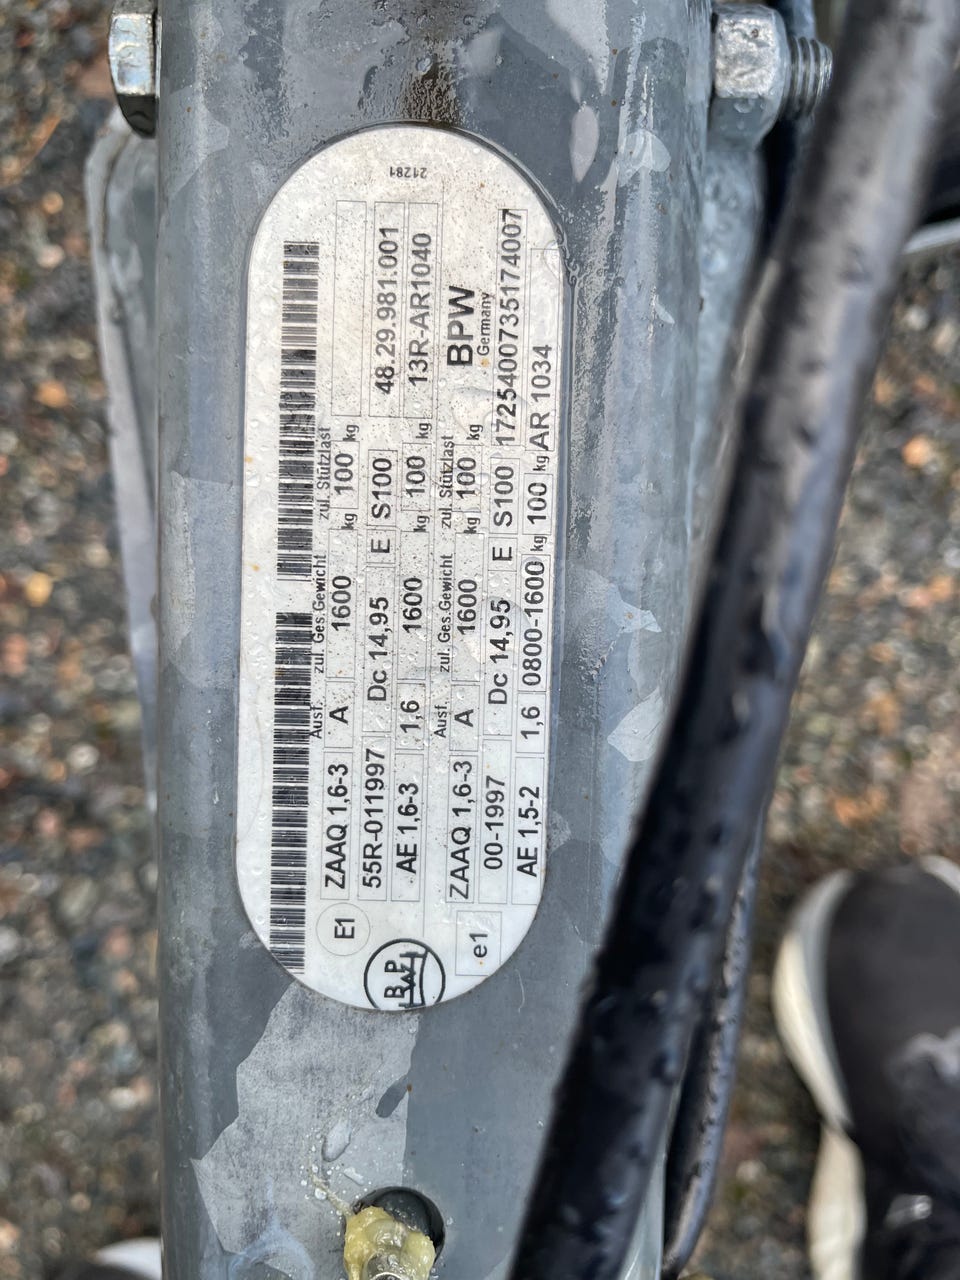 21281
Ausf. zul. Ges.Gewicht zul. Stützlast
E1 ZAAQ 1,6-3 A 1600 kg 100 kg
55R-011997 Dc 14,95 E S100 48.29.981.001
AE 1,6-3 1,6 1600 kg 100 kg 13R-AR1040
BPW
Ausf. zul. Ges.Gewicht zul. Stützlast
BPW
Germany
e1 ZAAQ 1,6-3 A 1600 kg 100 kg
00-1997 Dc 14,95 E S100 1725400735174007
AE 1,5-2 1,6 0800-1600 kg 100 kg AR 1034